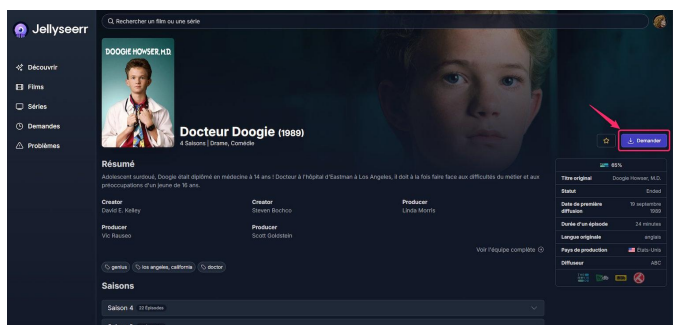 Jellyseerr
Rechercher un film ou une série
Découvrir
Films
Séries
Demandes
Problèmes
DOOGIE HOWSER, M.D.
Docteur Doogie (1989)
4 Saisons | Drame, Comédie
Demander
Résumé
Adolescent surdoué, Doogie était diplômé en médecine à 14 ans ! Docteur à l'hôpital d'Eastman à Los Angeles, il doit à la fois faire face aux difficultés du métier et aux
préoccupations d'un jeune de 16 ans.
Creator
David E. Kelley
Creator
Steven Bochco
Producer
Linda Morris
Producer
Vic Rauseo
Producer
Scott Goldstein
Voir l'équipe complète
genius
los angeles, california
doctor
Saisons
Saison 4 22 Épisodes
65%
Titre original Doogie Howser, M.D.
Statut Ended
Date de première diffusion 19 septembre 1989
Durée d'un épisode 24 minutes
Langue originale anglais
Pays de production États-Unis
Diffuseur ABC